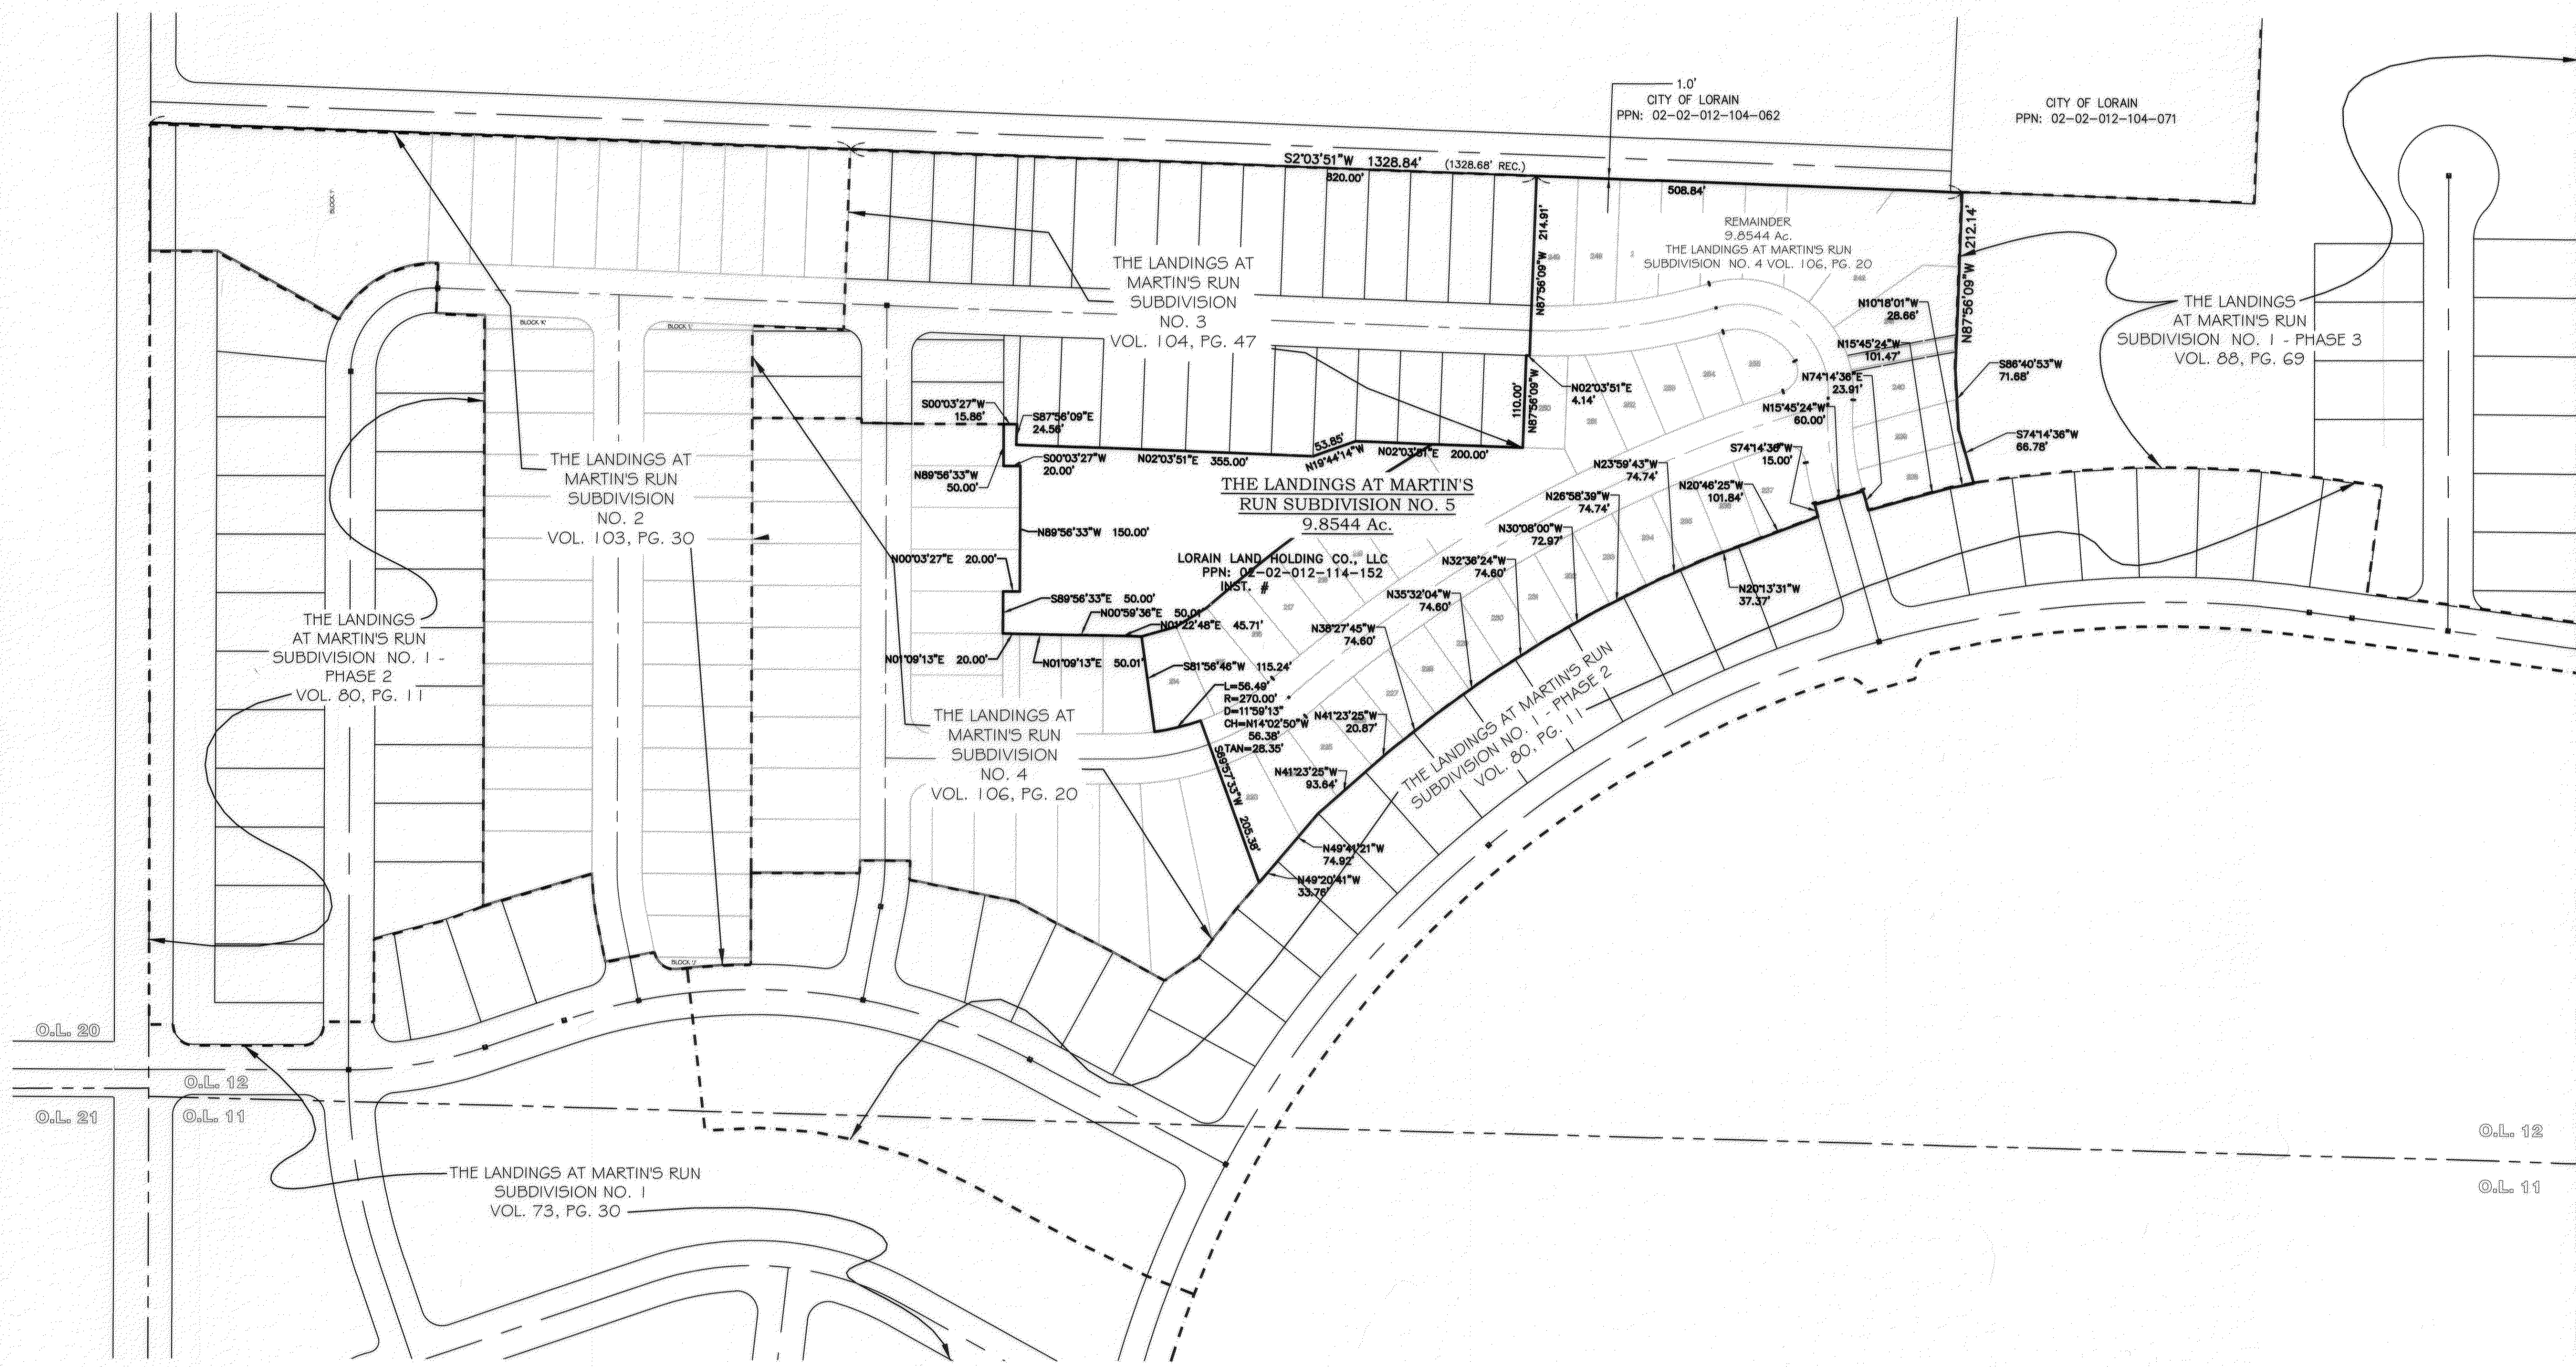 1.0'
CITY OF LORAIN
PPN: 02-02-012-104-062
CITY OF LORAIN
PPN: 02-02-012-104-071
S2°03'51"W 1328.84' (1328.68' REC.)
820.00'
508.84'
BLOCK
N87°56'09"W 214.91'
N87°56'09"W 212.14'
REMAINDER
9.8544 Ac.
THE LANDINGS AT MARTIN'S RUN
SUBDIVISION NO. 4 VOL. 106, PG. 20
THE LANDINGS AT
MARTIN'S RUN
SUBDIVISION
NO. 3
VOL. 104, PG. 47
THE LANDINGS
AT MARTIN'S RUN
SUBDIVISION NO. 1 - PHASE 3
VOL. 88, PG. 69
BLOCK 'K'
BLOCK 'L'
N10°18'01"W
28.66'
N15°45'24"W
101.47'
S86°40'53"W
71.68'
N74°14'36"E
23.91'
N02°03'51"E
4.14'
110.00'
N87°56'09"W
N15°45'24"W
60.00'
S00°03'27"W
15.86'
S87°56'09"E
24.56'
S74°14'36"W
66.78'
S74°14'36"W
15.00'
53.85'
N19°44'14"W
N02°03'51"E 200.00'
S00°03'27"W
20.00'
N02°03'51"E 355.00'
N89°56'33"W
50.00'
N23°59'43"W
74.74'
N20°46'25"W
101.84'
N26°58'39"W
74.74'
THE LANDINGS AT
MARTIN'S RUN
SUBDIVISION
NO. 2
VOL. 103, PG. 30
THE LANDINGS AT MARTIN'S
RUN SUBDIVISION NO. 5
9.8544 Ac.
N89°56'33"W 150.00'
N30°08'00"W
72.97'
LORAIN LAND HOLDING CO., LLC
PPN: 02-02-012-114-152
INST. #
N00°03'27"E 20.00'
N32°36'24"W
74.60'
N20°13'31"W
37.37'
S89°56'33"E 50.00'
N00°59'36"E 50.01'
N01°22'48"E 45.71'
N35°32'04"W
74.60'
N38°27'45"W
74.60'
THE LANDINGS
AT MARTIN'S RUN
SUBDIVISION NO. 1 -
PHASE 2
VOL. 80, PG. 11
N01°09'13"E 20.00'
N01°09'13"E 50.01'
S81°56'46"W 115.24'
L=56.49'
R=270.00'
D=11°59'13"
CH=N14°02'50"W
56.38'
TAN=28.35'
N41°23'25"W
20.87'
THE LANDINGS AT MARTIN'S RUN
SUBDIVISION NO. 1 - PHASE 2
VOL. 80, PG. 11
S69°57'33"W 205.38'
N41°23'25"W
93.64'
THE LANDINGS AT
MARTIN'S RUN
SUBDIVISION
NO. 4
VOL. 106, PG. 20
N49°41'21"W
74.92'
N49°20'41"W
33.76'
BLOCK 'J'
O.L. 20
O.L. 12
O.L. 21
O.L. 11
O.L. 12
O.L. 11
THE LANDINGS AT MARTIN'S RUN
SUBDIVISION NO. 1
VOL. 73, PG. 30